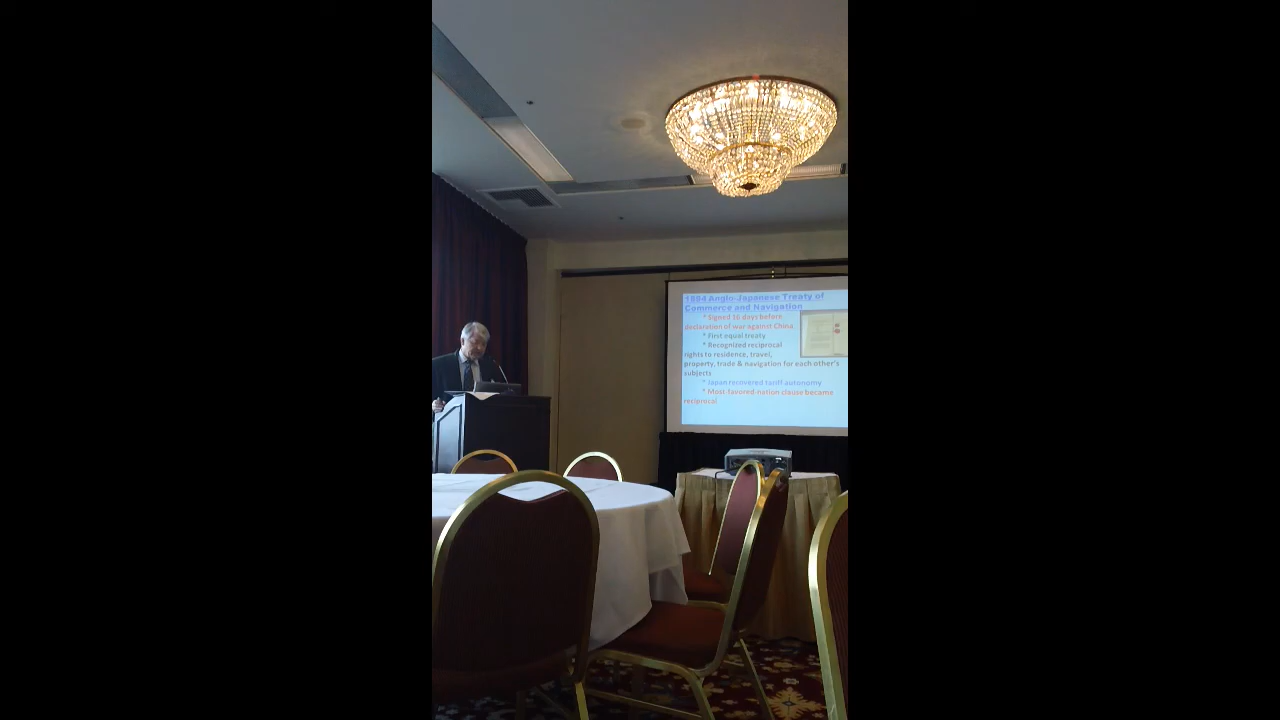 1894 Anglo-Japanese Treaty of
Commerce and Navigation
* Signed 16 days before
declaration of war against China
* First equal treaty
* Recognized reciprocal
rights to residence, travel,
property, trade & navigation for each other's
subjects
* Japan recovered tariff autonomy
* Most-favored-nation clause became
reciprocal